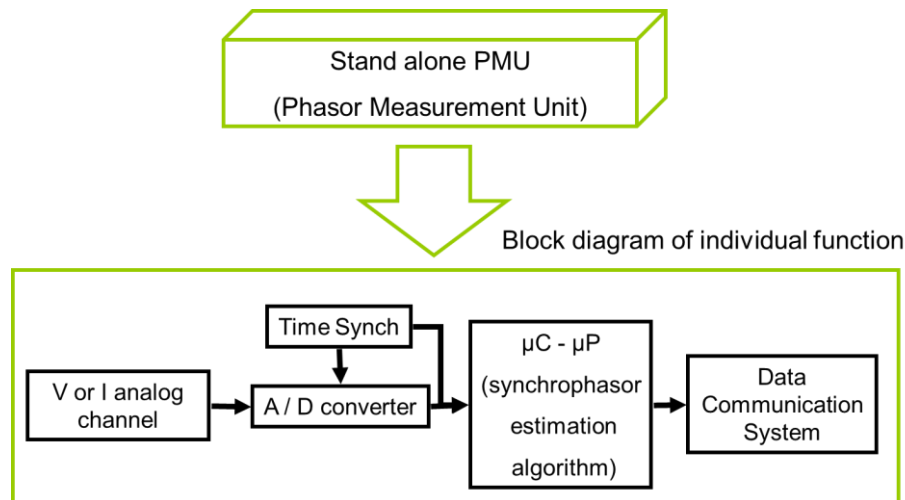 Stand alone PMU
(Phasor Measurement Unit)
Block diagram of individual function
Time Synch
V or I analog
channel
A / D converter
µC - µP
(synchrophasor
estimation
algorithm)
Data
Communication
System